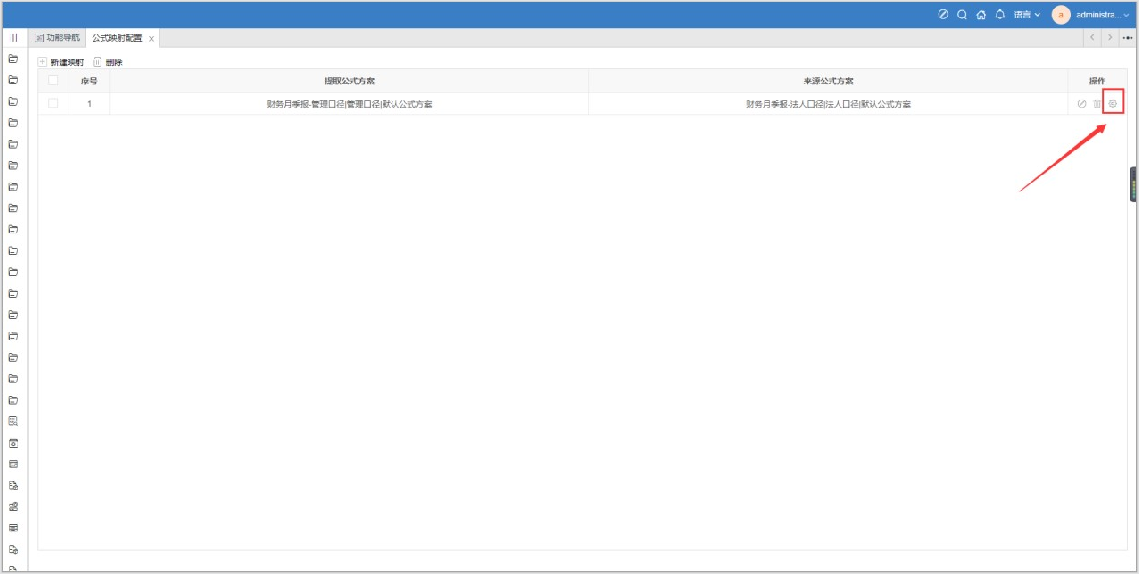 语言 a administra...
功能导航 公式映射配置 x
新建映射 删除
序号 提取公式方案 来源公式方案 操作
1 财务月季报-管理口径|管理口径|默认公式方案 财务月季报-法人口径|法人口径|默认公式方案